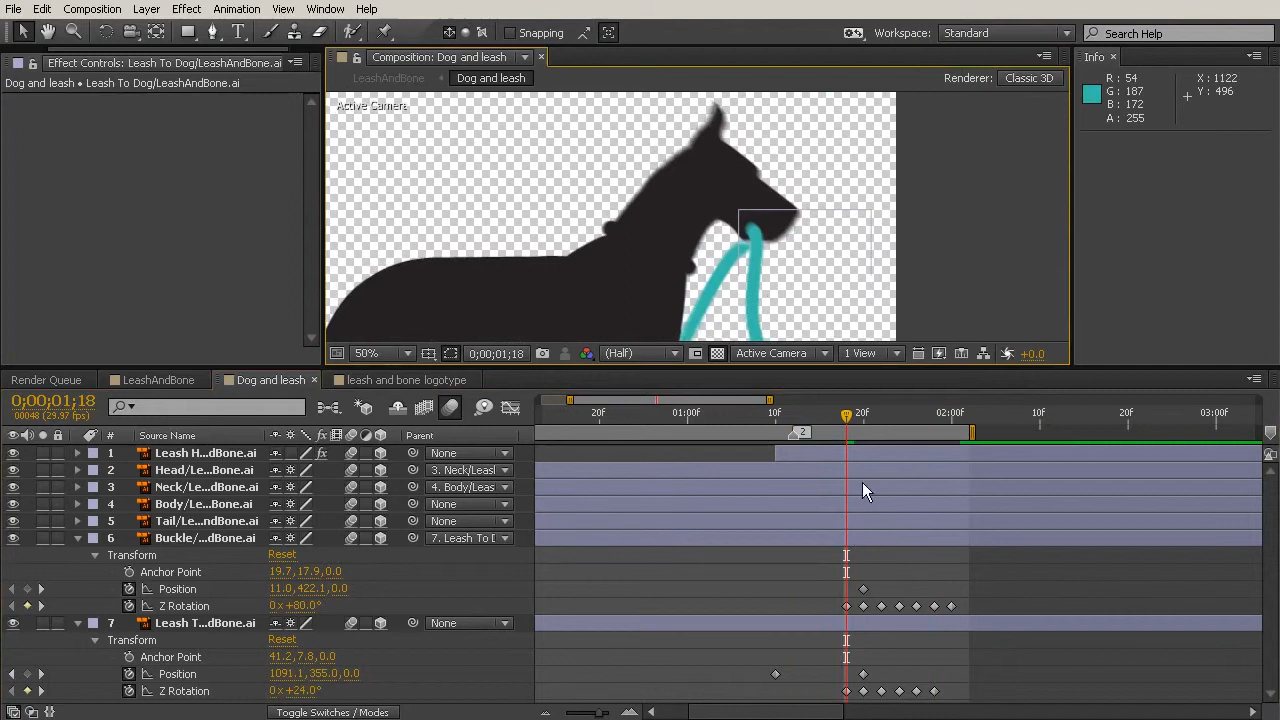 File Edit Composition Layer Effect Animation View Window Help
Snapping Workspace: Standard Search Help
Effect Controls: Leash To Dog/LeashAndBone.ai Composition: Dog and leash Info
Dog and leash • Leash To Dog/LeashAndBone.ai LeashAndBone Dog and leash Renderer: Classic 3D
R: 54 X: 1122
G: 187 Y: 496
B: 172
A: 255
Active Camera
50% 0;00;01;18 (Half) Active Camera 1 View +0.0
Render Queue LeashAndBone Dog and leash leash and bone logotype
0;00;01;18
00048 (29.97 fps)
20F 01:00F 10F 20F 02:00F 10F 20F 03:00F
2
# Source Name fx Parent
1 Leash H...dBone.ai fx None
2 Head/Le...Bone.ai 3. Neck/Leasl
3 Neck/Le...dBone.ai 4. Body/Leas
4 Body/Le...Bone.ai None
5 Tail/Le...ndBone.ai None
6 Buckle/...dBone.ai 7. Leash To D
Transform Reset
Anchor Point 19.7,17.9,0.0
Position 11.0,422.1,0.0
Z Rotation 0x+80.0°
7 Leash T...dBone.ai None
Transform Reset
Anchor Point 41.2,7.8,0.0
Position 1091.1,355.0,0.0
Z Rotation 0x+24.0°
Toggle Switches / Modes